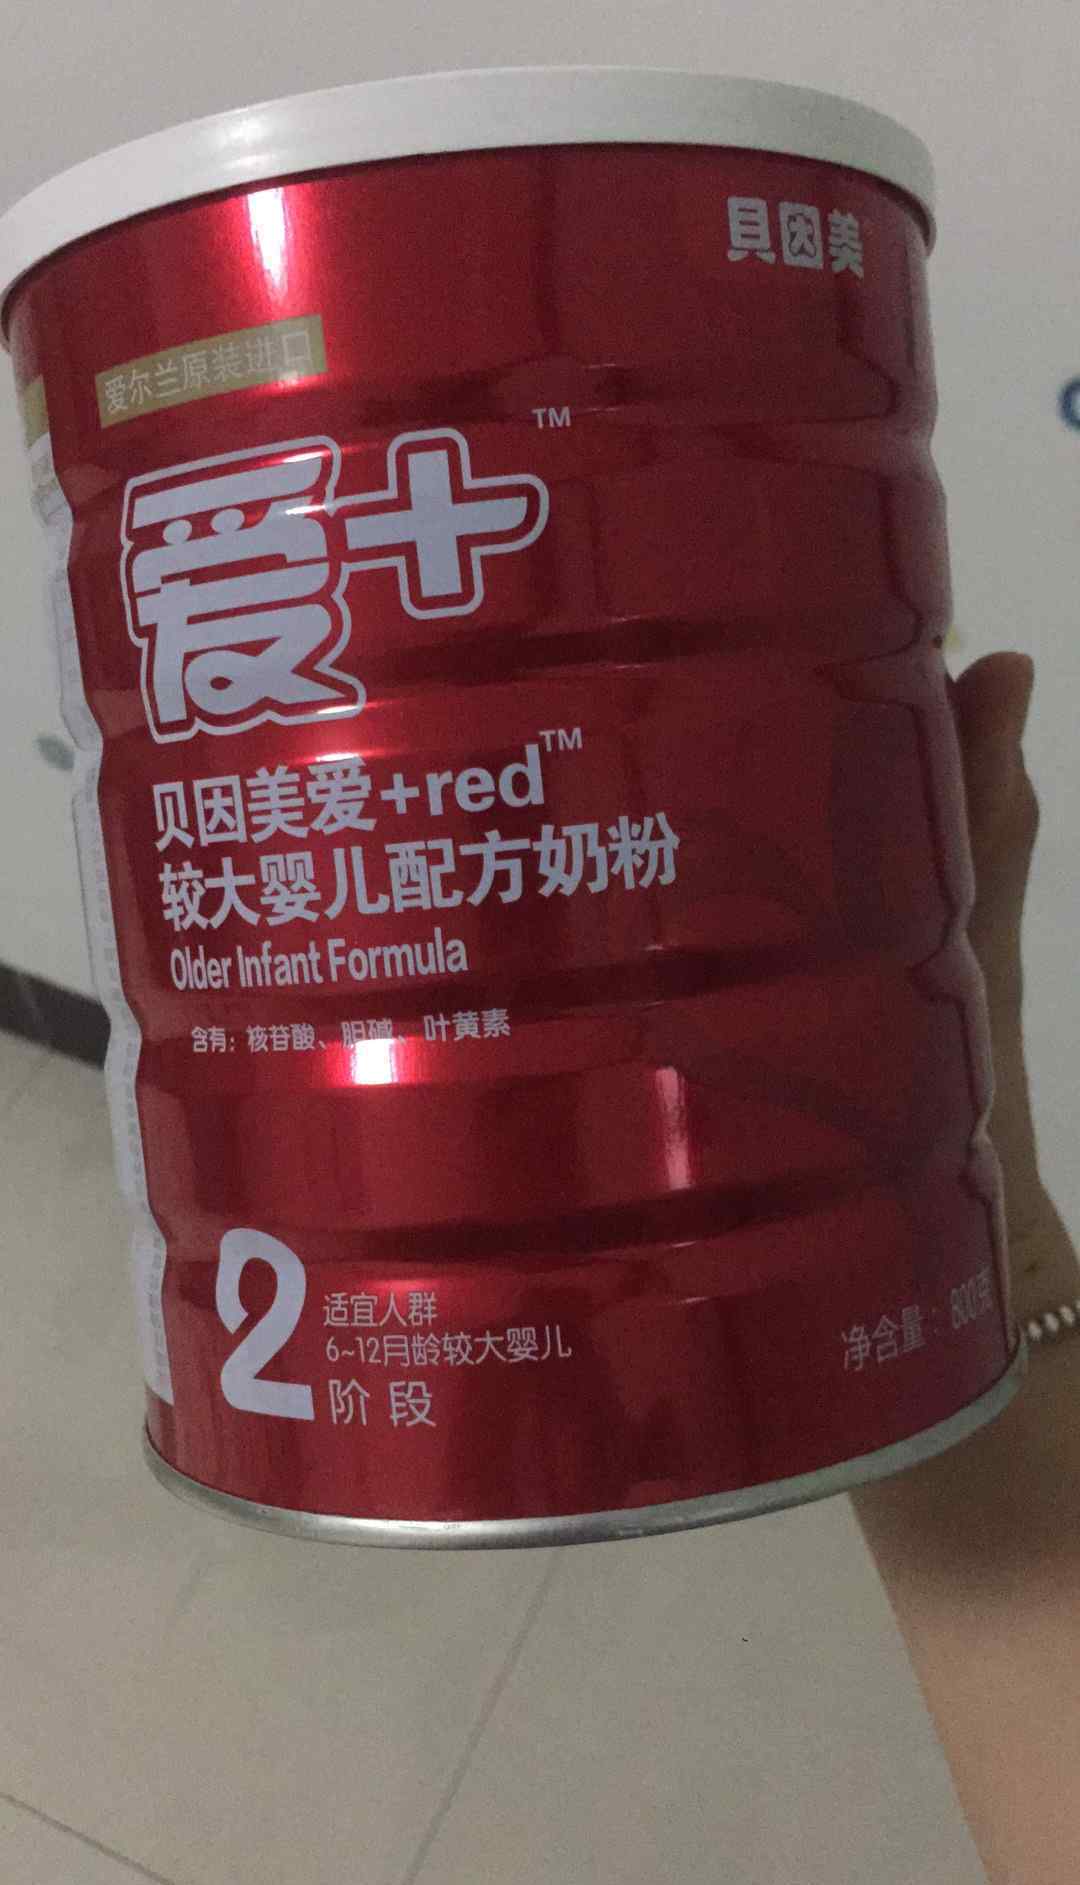 贝因美
爱尔兰原装进口
爱+™
贝因美爱+red™
较大婴儿配方奶粉
Older Infant Formula
含有：核苷酸、胆碱、叶黄素
2
适宜人群
6~12月龄较大婴儿
阶段
净含量：800克